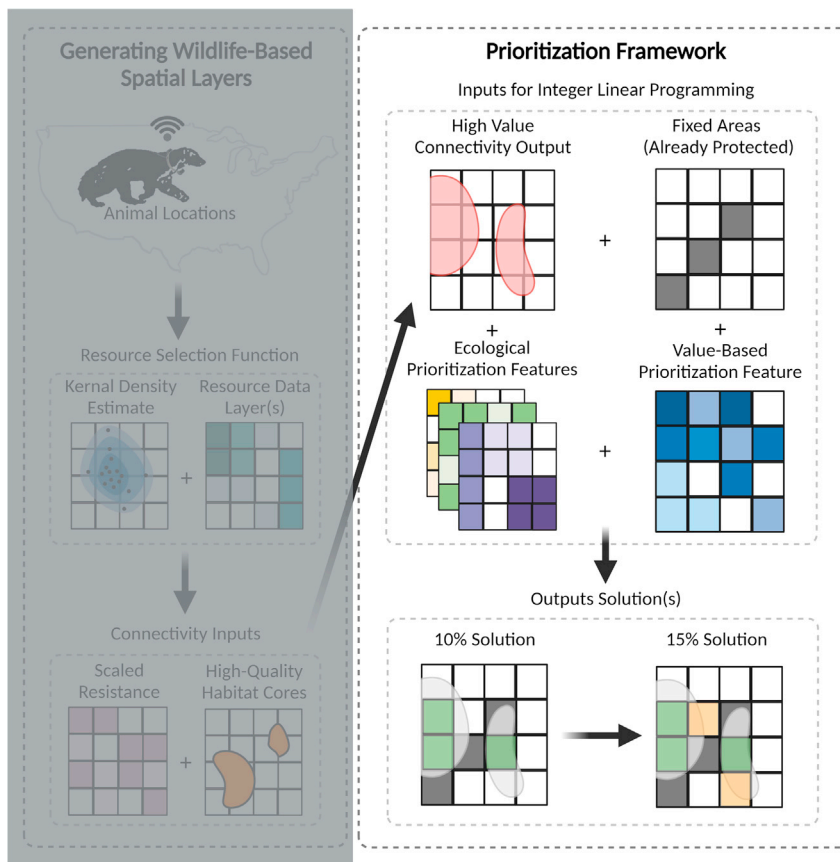 Generating Wildlife-Based
Spatial Layers
Animal Locations
Resource Selection Function
Kernal Density
Estimate
Resource Data
Layer(s)
+
Connectivity Inputs
Scaled
Resistance
High-Quality
Habitat Cores
+
Prioritization Framework
Inputs for Integer Linear Programming
High Value
Connectivity Output
Fixed Areas
(Already Protected)
+
+
+
Ecological
Prioritization Features
Value-Based
Prioritization Feature
+
Outputs Solution(s)
10% Solution
15% Solution